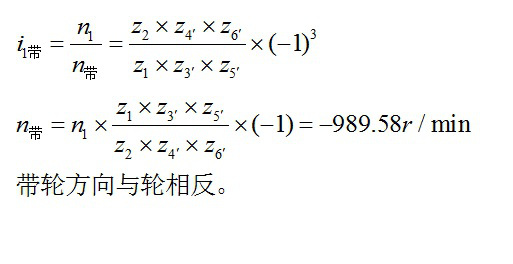 i₁带 = n₁ / n带 = (z₂ × z₄′ × z₆′) / (z₁ × z₃′ × z₅′) × (−1)³
n带 = n₁ × (z₁ × z₃′ × z₅′) / (z₂ × z₄′ × z₆′) × (−1) = −989.58r / min
带轮方向与轮相反。